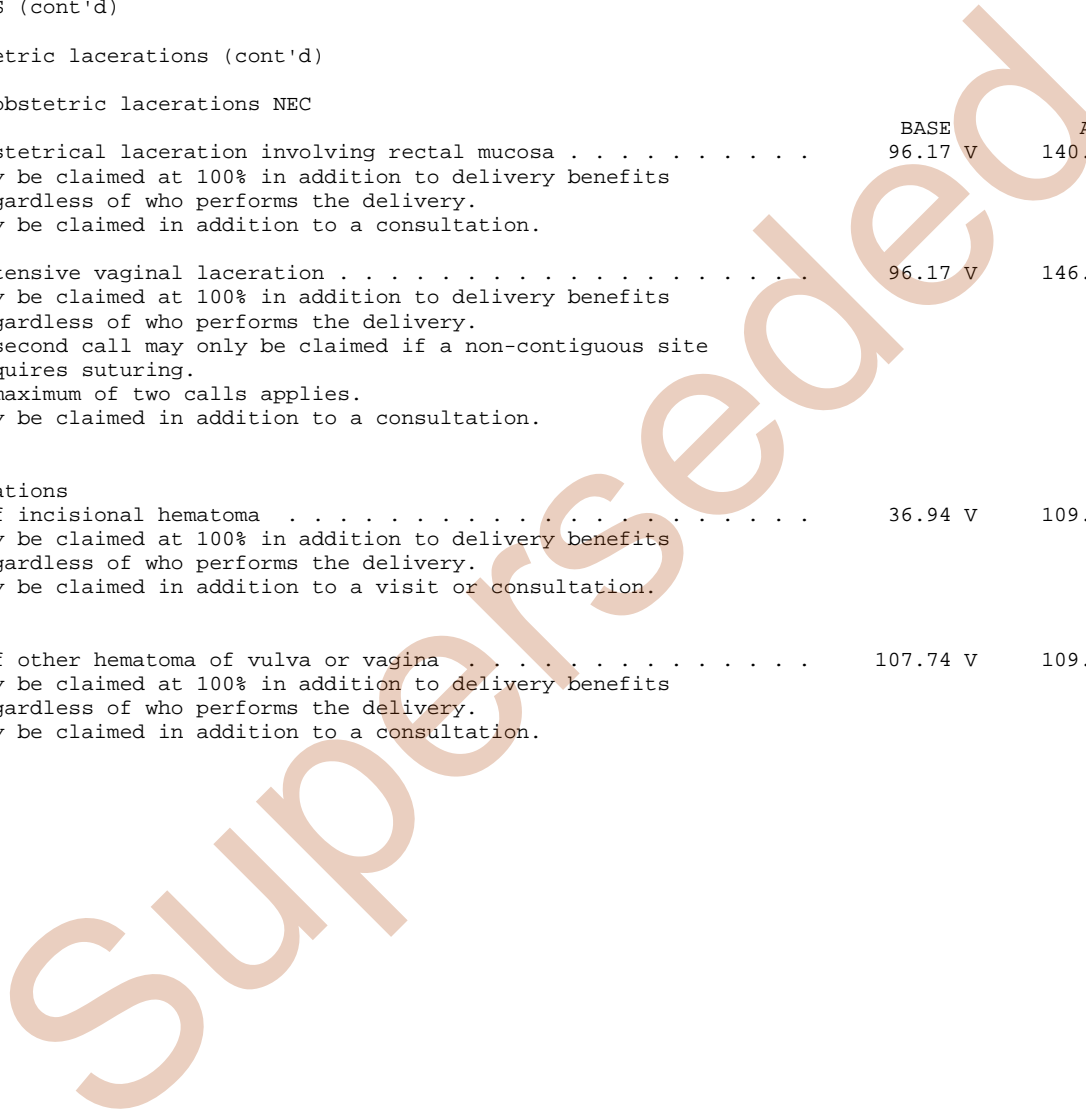 S (cont'd)
etric lacerations (cont'd)
obstetric lacerations NEC
BASE A
stetrical laceration involving rectal mucosa . . . . . . . . . . 96.17 V 140.
y be claimed at 100% in addition to delivery benefits
gardless of who performs the delivery.
y be claimed in addition to a consultation.
tensive vaginal laceration . . . . . . . . . . . . . . . . . . . 96.17 V 146.
y be claimed at 100% in addition to delivery benefits
gardless of who performs the delivery.
second call may only be claimed if a non-contiguous site
quires suturing.
maximum of two calls applies.
y be claimed in addition to a consultation.
ations
f incisional hematoma . . . . . . . . . . . . . . . . . . . . . 36.94 V 109.
y be claimed at 100% in addition to delivery benefits
gardless of who performs the delivery.
y be claimed in addition to a visit or consultation.
f other hematoma of vulva or vagina . . . . . . . . . . . . . . 107.74 V 109.
y be claimed at 100% in addition to delivery benefits
gardless of who performs the delivery.
y be claimed in addition to a consultation.
Superseded